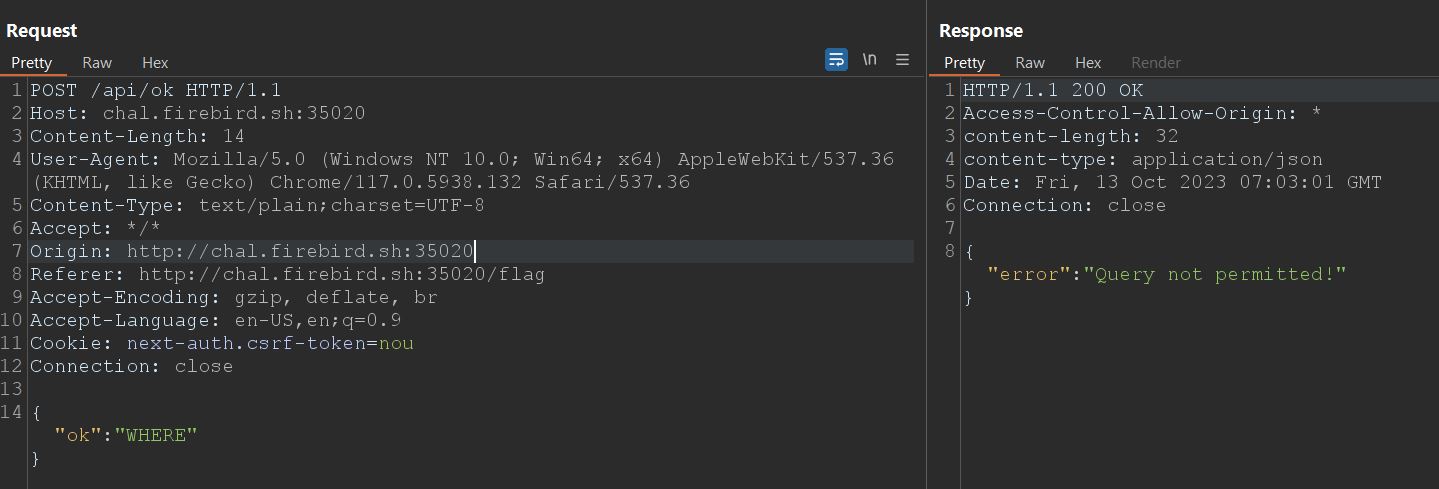 Request
Pretty Raw Hex
\n
1 POST /api/ok HTTP/1.1
2 Host: chal.firebird.sh:35020
3 Content-Length: 14
4 User-Agent: Mozilla/5.0 (Windows NT 10.0; Win64; x64) AppleWebKit/537.36
(KHTML, like Gecko) Chrome/117.0.5938.132 Safari/537.36
5 Content-Type: text/plain;charset=UTF-8
6 Accept: */*
7 Origin: http://chal.firebird.sh:35020
8 Referer: http://chal.firebird.sh:35020/flag
9 Accept-Encoding: gzip, deflate, br
10 Accept-Language: en-US,en;q=0.9
11 Cookie: next-auth.csrf-token=nou
12 Connection: close
13
14 {
"ok":"WHERE"
}
Response
Pretty Raw Hex Render
1 HTTP/1.1 200 OK
2 Access-Control-Allow-Origin: *
3 content-length: 32
4 content-type: application/json
5 Date: Fri, 13 Oct 2023 07:03:01 GMT
6 Connection: close
7
8 {
"error":"Query not permitted!"
}